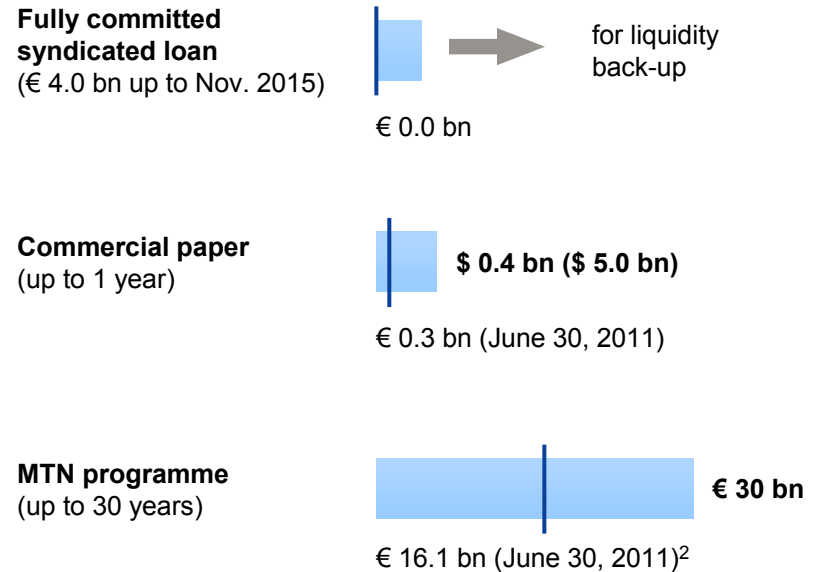 Fully committed
syndicated loan
(€ 4.0 bn up to Nov. 2015)
for liquidity
back-up
€ 0.0 bn
Commercial paper
(up to 1 year)
$ 0.4 bn ($ 5.0 bn)
€ 0.3 bn (June 30, 2011)
MTN programme
(up to 30 years)
€ 30 bn
€ 16.1 bn (June 30, 2011)²